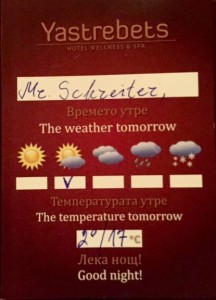 Yastrebets
HOTEL WELLNESS & SPA
Mr. Schreiter,
Времето утре
The weather tomorrow
Температурата утре
The temperature tomorrow
2°/17 °C
Лека нощ!
Good night!